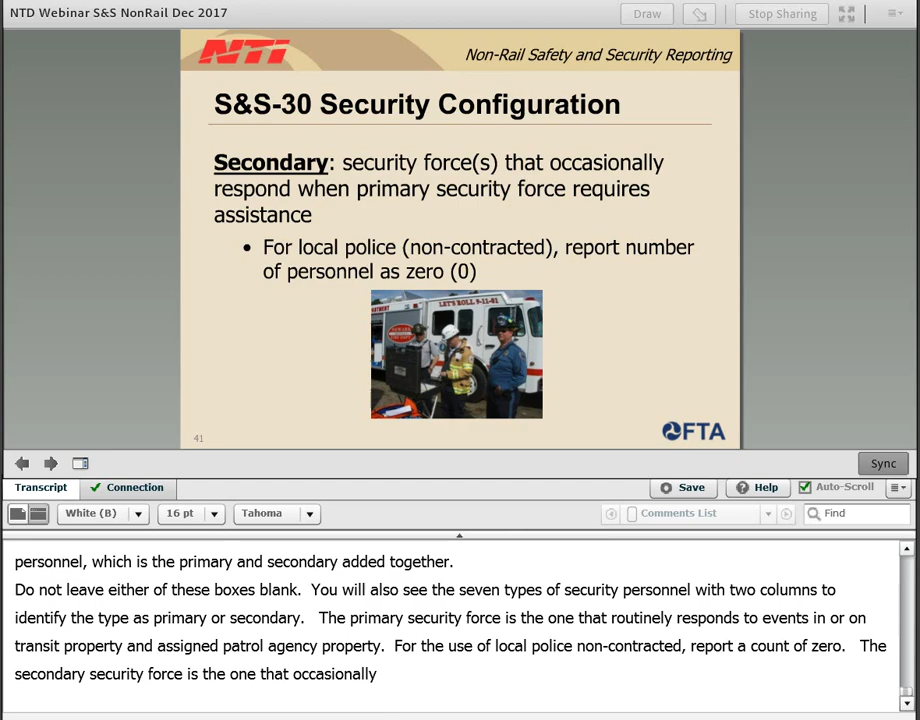 NTD Webinar S&S NonRail Dec 2017
Draw
Stop Sharing
NTi
Non-Rail Safety and Security Reporting
S&S-30 Security Configuration
Secondary: security force(s) that occasionally
respond when primary security force requires
assistance
• For local police (non-contracted), report number
of personnel as zero (0)
LET'S ROLL 9-11-01
41
FTA
Sync
Transcript
Connection
Save
Help
Auto-Scroll
White (B)
16 pt
Tahoma
Comments List
Find
personnel, which is the primary and secondary added together.
Do not leave either of these boxes blank. You will also see the seven types of security personnel with two columns to
identify the type as primary or secondary. The primary security force is the one that routinely responds to events in or on
transit property and assigned patrol agency property. For the use of local police non-contracted, report a count of zero. The
secondary security force is the one that occasionally